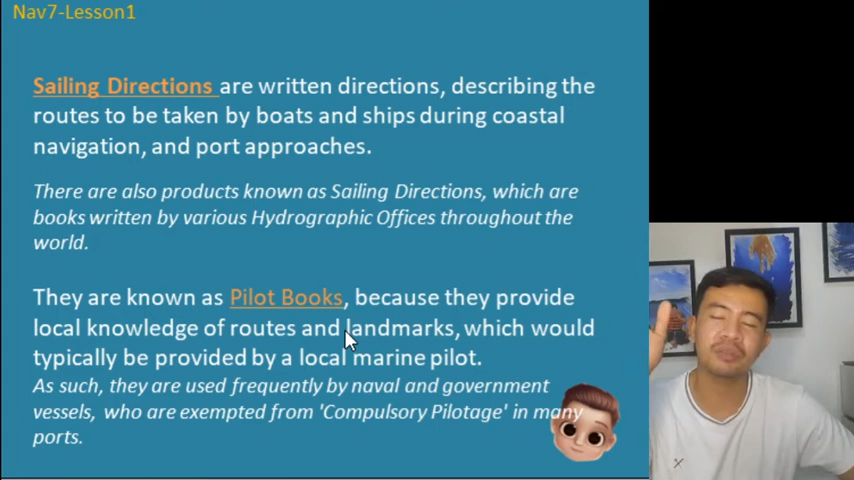 Nav7-Lesson1
Sailing Directions are written directions, describing the
routes to be taken by boats and ships during coastal
navigation, and port approaches.
There are also products known as Sailing Directions, which are
books written by various Hydrographic Offices throughout the
world.
They are known as Pilot Books, because they provide
local knowledge of routes and landmarks, which would
typically be provided by a local marine pilot.
As such, they are used frequently by naval and government
vessels, who are exempted from 'Compulsory Pilotage' in many
ports.